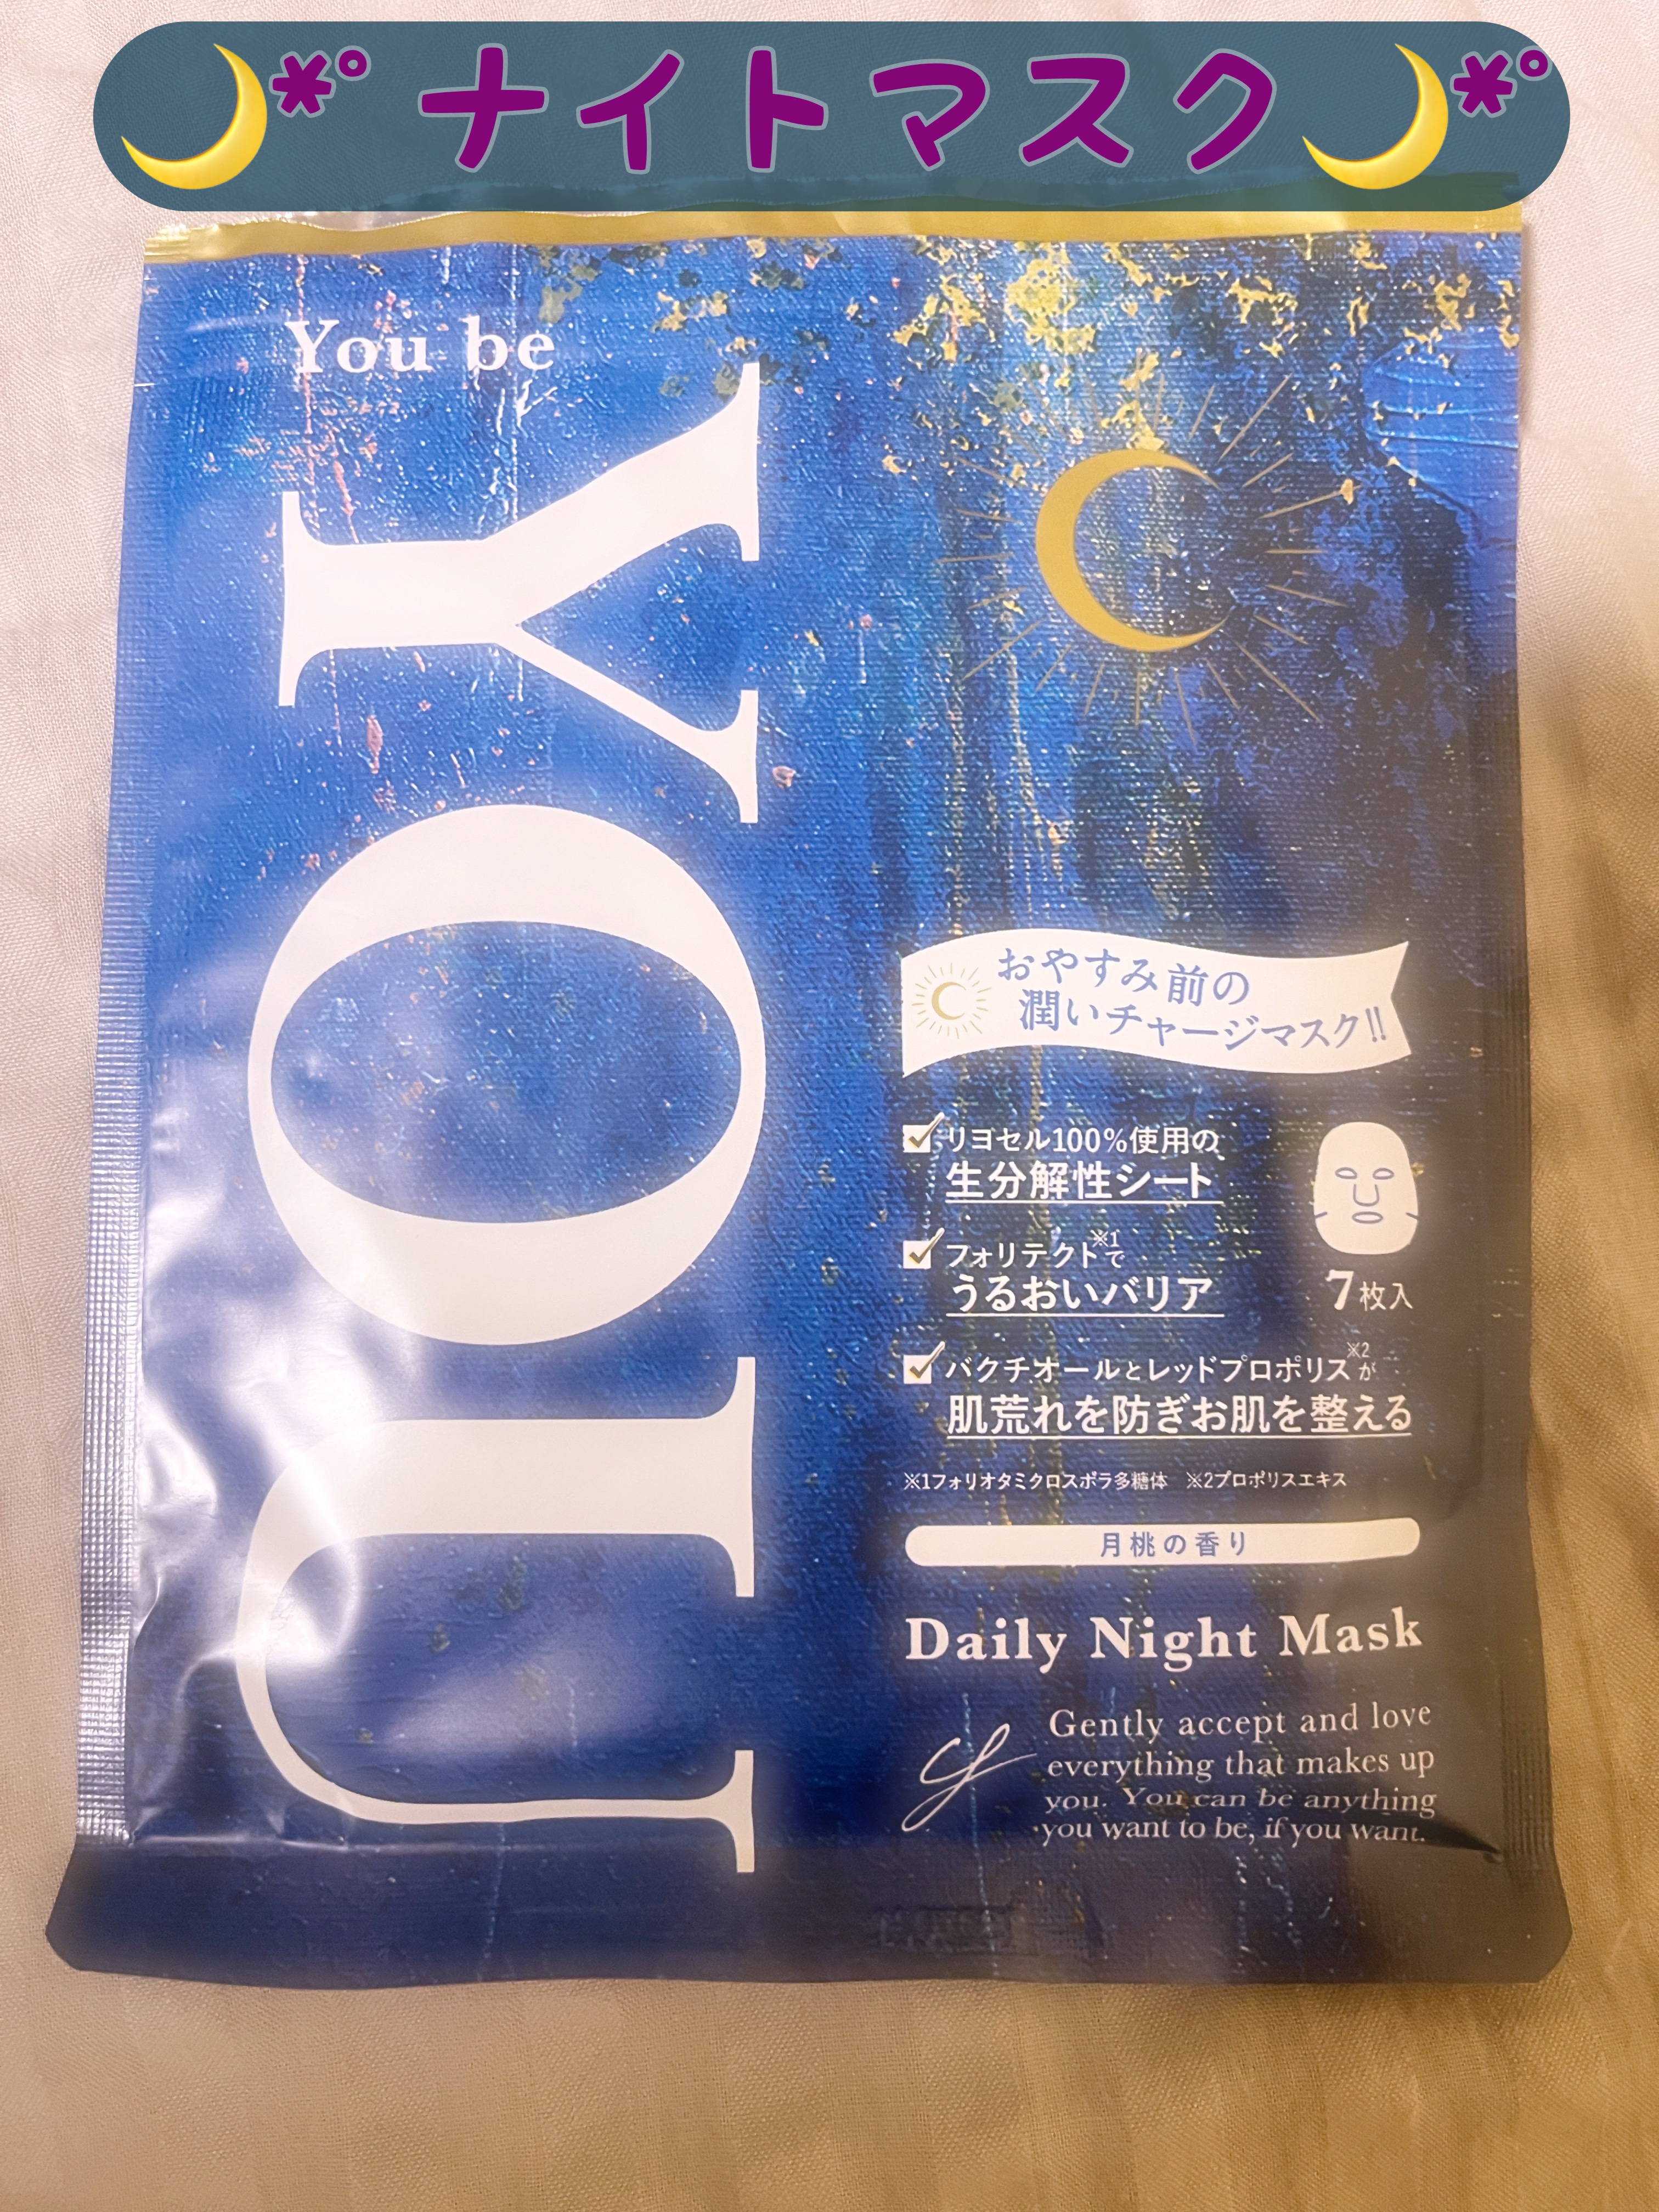 🌙*°ナイトマスク🌙*°
You be
YOU
おやすみ前の
潤いチャージマスク!!
リヨセル100%使用の
生分解性シート
フォリテクト※1で
うるおいバリア
7枚入
バクチオールとレッドプロポリス※2が
肌荒れを防ぎお肌を整える
※1フォリオタミクロスポラ多糖体 ※2プロポリスエキス
月桃の香り
Daily Night Mask
Gently accept and love
everything that makes up
you. You can be anything
you want to be, if you want.